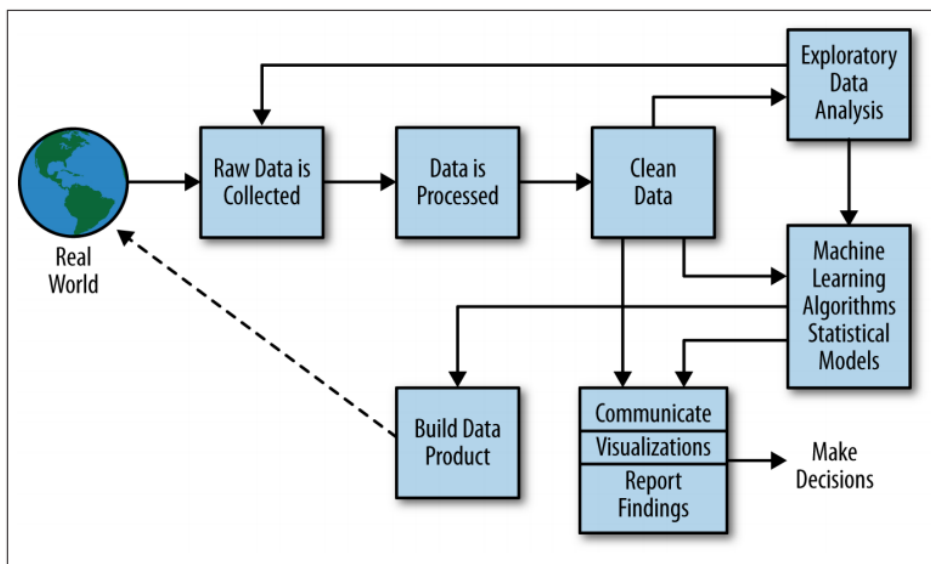 Exploratory
Data
Analysis
Raw Data is
Collected
Data is
Processed
Clean
Data
Real
World
Machine
Learning
Algorithms
Statistical
Models
Build Data
Product
Communicate
Visualizations
Report
Findings
Make
Decisions